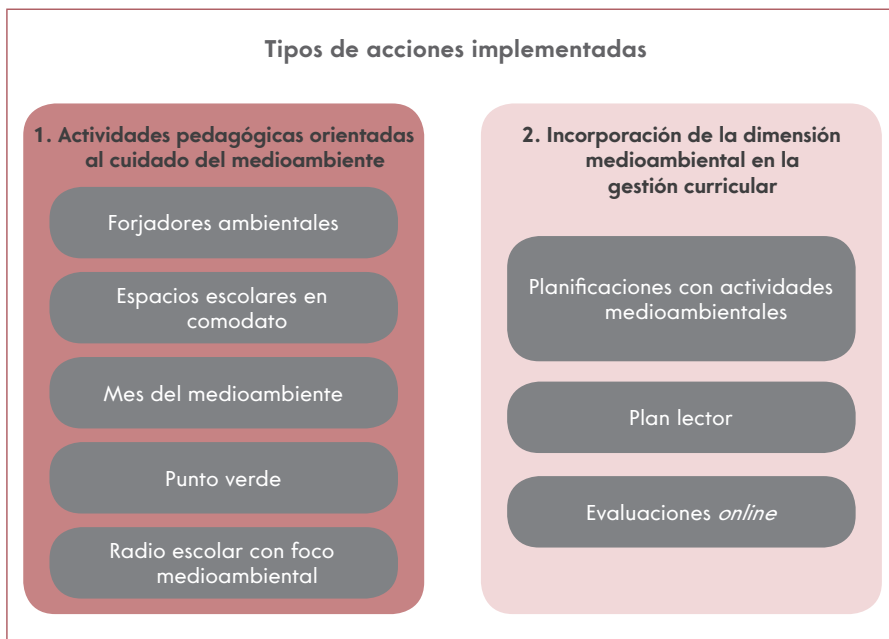 Tipos de acciones implementadas
1. Actividades pedagógicas orientadas
al cuidado del medioambiente
Forjadores ambientales
Espacios escolares en
comodato
Mes del medioambiente
Punto verde
Radio escolar con foco
medioambiental
2. Incorporación de la dimensión
medioambiental en la
gestión curricular
Planificaciones con actividades
medioambientales
Plan lector
Evaluaciones online